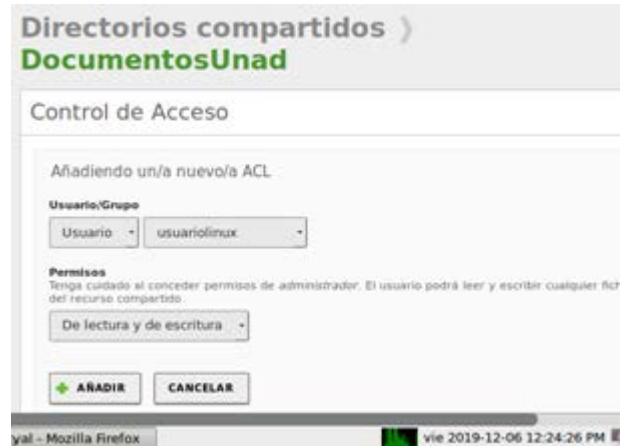 Directorios compartidos ⟩
DocumentosUnad
Control de Acceso
Añadiendo un/a nuevo/a ACL
Usuario/Grupo
Usuario usuariolinux
Permisos
Tenga cuidado al conceder permisos de administrador. El usuario podrá leer y escribir cualquier fich
del recurso compartido.
De lectura y de escritura
AÑADIR CANCELAR
yal - Mozilla Firefox vie 2019-12-06 12:24:26 PM